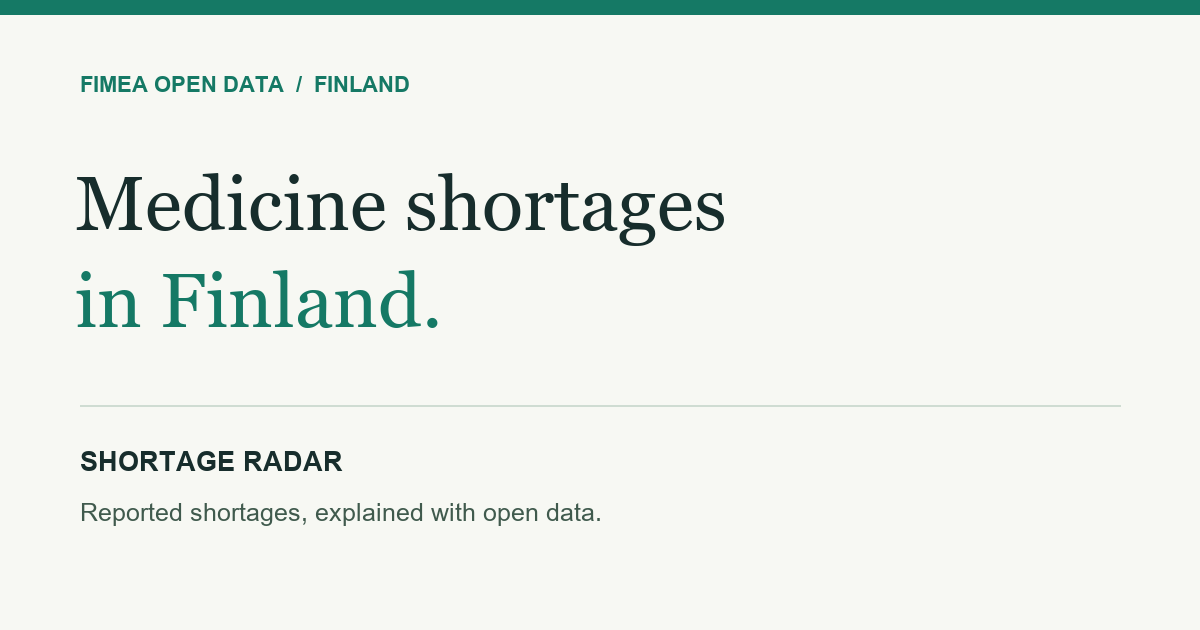 FIMEA OPEN DATA / FINLAND
Medicine shortages
in Finland.
SHORTAGE RADAR
Reported shortages, explained with open data.